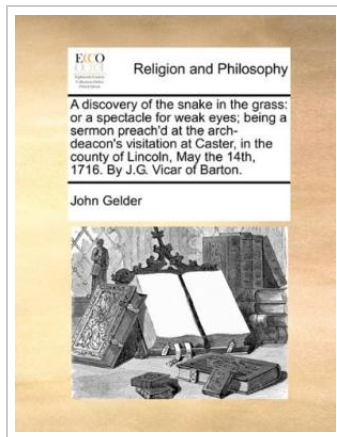 ECCO
Religion and Philosophy
A discovery of the snake in the grass:
or a spectacle for weak eyes; being a
sermon preach'd at the arch-
deacon's visitation at Caster, in the
county of Lincoln, May the 14th,
1716. By J.G. Vicar of Barton.
John Gelder